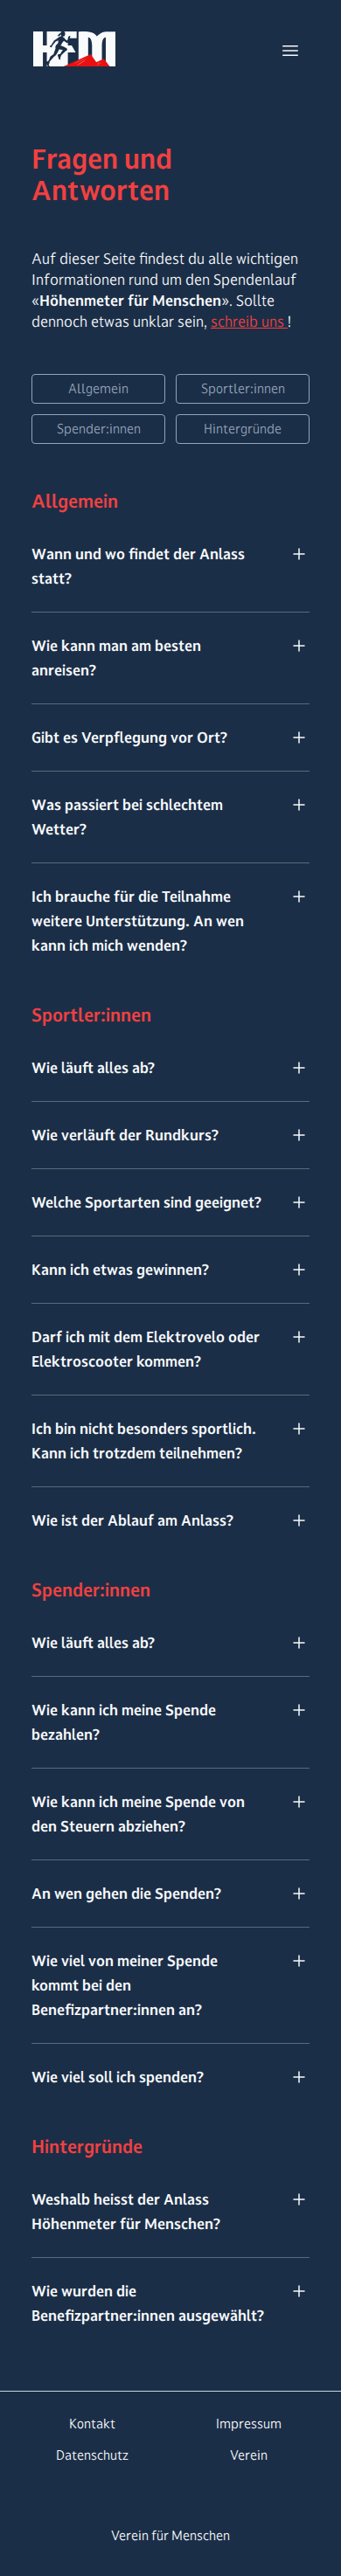 HFM
Fragen und
Antworten
Auf dieser Seite findest du alle wichtigen
Informationen rund um den Spendenlauf
«Höhenmeter für Menschen». Sollte
dennoch etwas unklar sein, schreib uns !
Allgemein
Sportler:innen
Spender:innen
Hintergründe
Allgemein
Wann und wo findet der Anlass
statt?
Wie kann man am besten
anreisen?
Gibt es Verpflegung vor Ort?
Was passiert bei schlechtem
Wetter?
Ich brauche für die Teilnahme
weitere Unterstützung. An wen
kann ich mich wenden?
Sportler:innen
Wie läuft alles ab?
Wie verläuft der Rundkurs?
Welche Sportarten sind geeignet?
Kann ich etwas gewinnen?
Darf ich mit dem Elektrovelo oder
Elektroscooter kommen?
Ich bin nicht besonders sportlich.
Kann ich trotzdem teilnehmen?
Wie ist der Ablauf am Anlass?
Spender:innen
Wie läuft alles ab?
Wie kann ich meine Spende
bezahlen?
Wie kann ich meine Spende von
den Steuern abziehen?
An wen gehen die Spenden?
Wie viel von meiner Spende
kommt bei den
Benefizpartner:innen an?
Wie viel soll ich spenden?
Hintergründe
Weshalb heisst der Anlass
Höhenmeter für Menschen?
Wie wurden die
Benefizpartner:innen ausgewählt?
Kontakt
Impressum
Datenschutz
Verein
Verein für Menschen